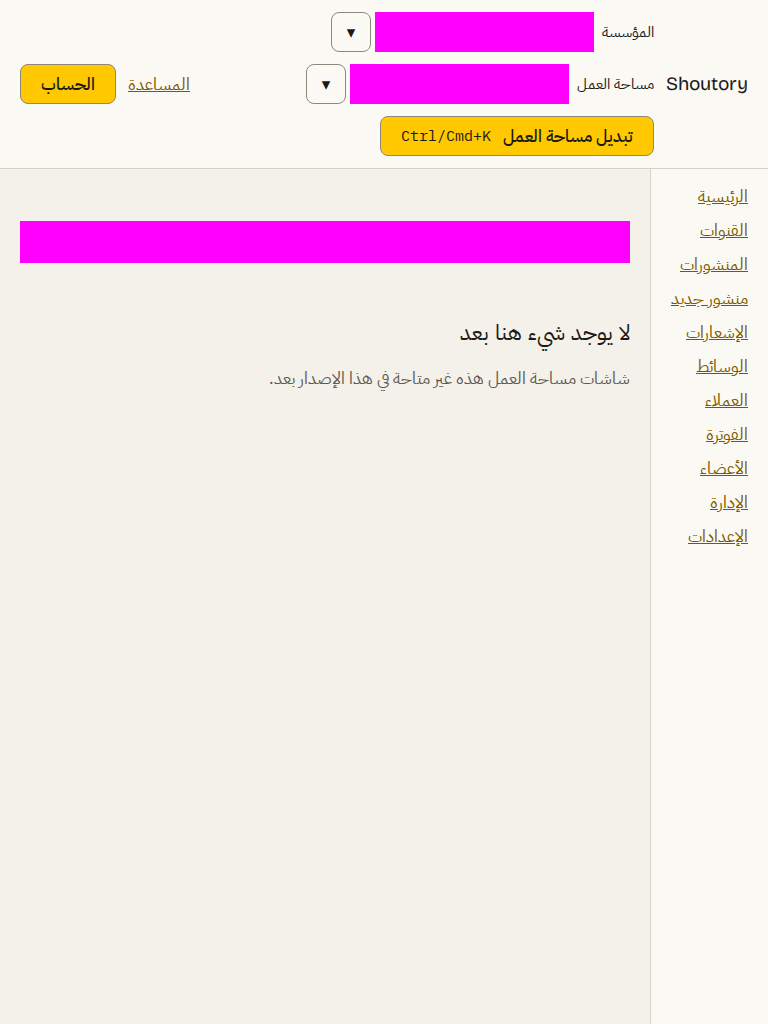 المؤسسة
▼
Shoutory
مساحة العمل
▼
المساعدة
الحساب
تبديل مساحة العمل Ctrl/Cmd+K
الرئيسية
القنوات
المنشورات
منشور جديد
الإشعارات
الوسائط
العملاء
الفوترة
الأعضاء
الإدارة
الإعدادات
لا يوجد شيء هنا بعد
شاشات مساحة العمل هذه غير متاحة في هذا الإصدار بعد.